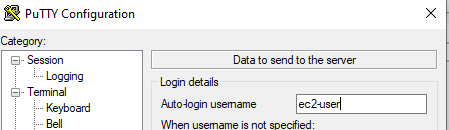 PuTTY Configuration
Category:
Session
Logging
Terminal
Keyboard
Bell
Data to send to the server
Login details
Auto-login username ec2-user
When username is not specified: